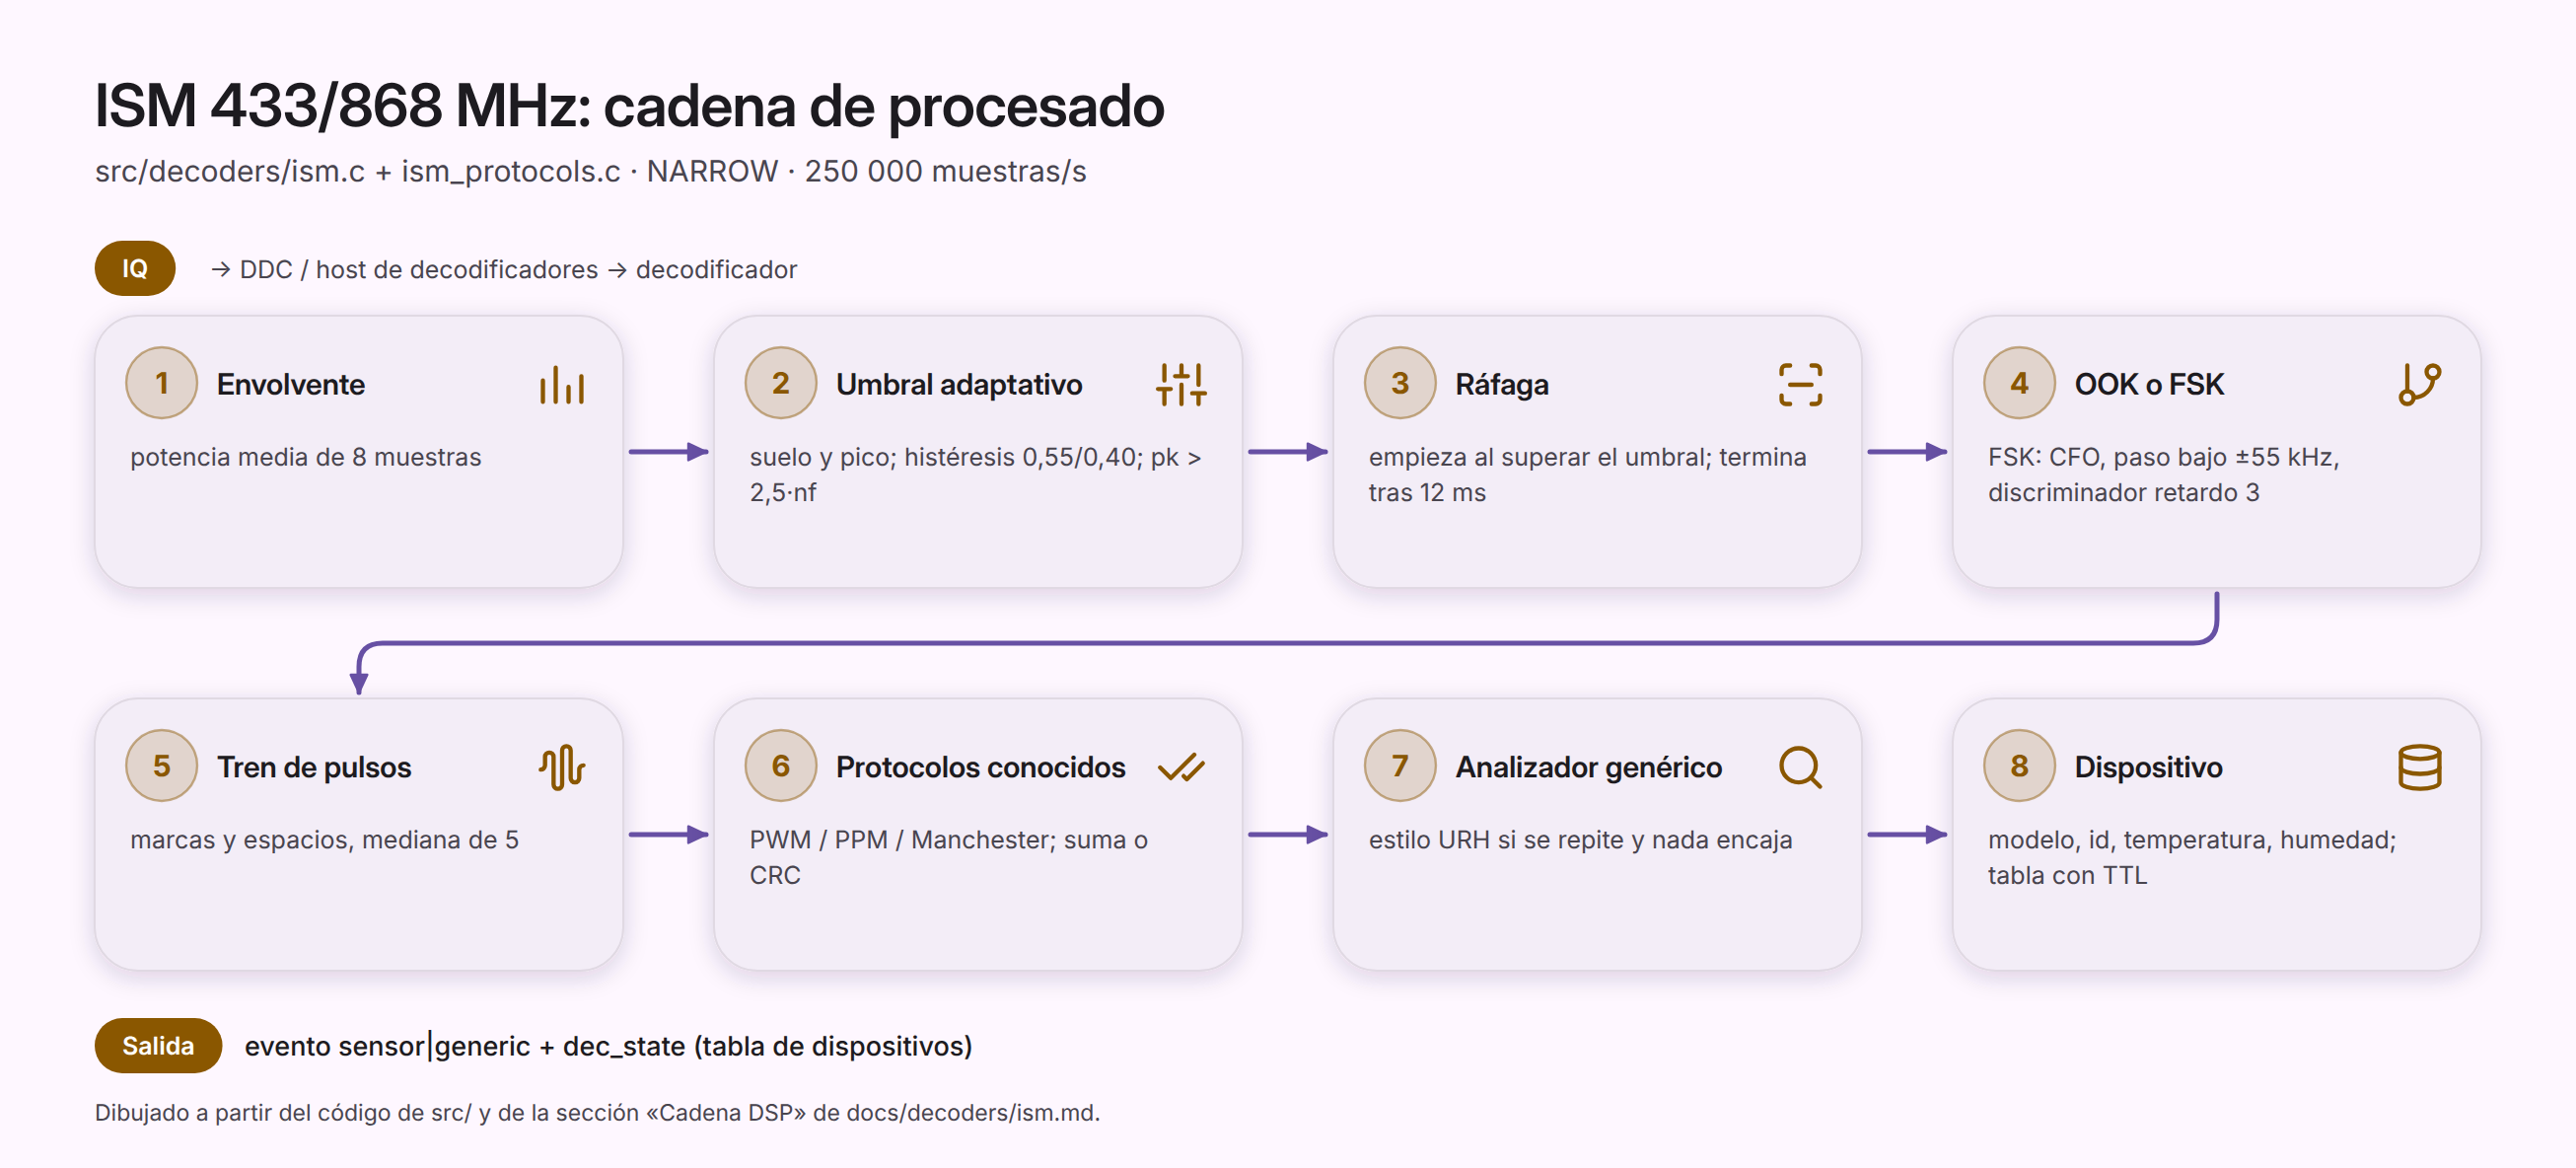 ISM 433/868 MHz: cadena de procesado
src/decoders/ism.c + ism_protocols.c · NARROW · 250 000 muestras/s
IQ → DDC / host de decodificadores → decodificador
1 Envolvente
potencia media de 8 muestras
2 Umbral adaptativo
suelo y pico; histéresis 0,55/0,40; pk >
2,5·nf
3 Ráfaga
empieza al superar el umbral; termina
tras 12 ms
4 OOK o FSK
FSK: CFO, paso bajo ±55 kHz,
discriminador retardo 3
5 Tren de pulsos
marcas y espacios, mediana de 5
6 Protocolos conocidos
PWM / PPM / Manchester; suma o
CRC
7 Analizador genérico
estilo URH si se repite y nada encaja
8 Dispositivo
modelo, id, temperatura, humedad;
tabla con TTL
Salida evento sensor|generic + dec_state (tabla de dispositivos)
Dibujado a partir del código de src/ y de la sección «Cadena DSP» de docs/decoders/ism.md.